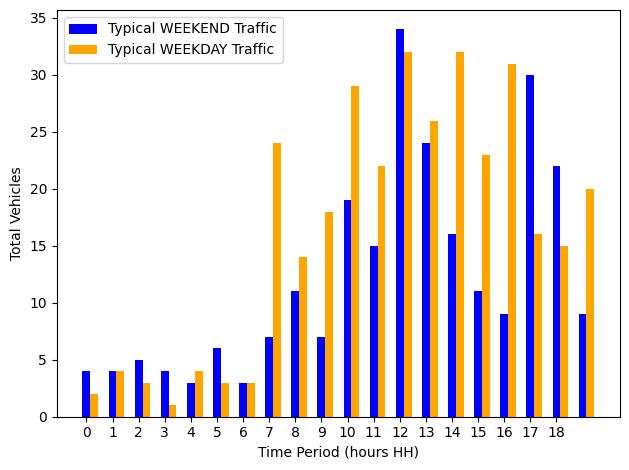 Typical WEEKEND Traffic
Typical WEEKDAY Traffic
35
30
25
20
15
10
5
0
Total Vehicles
0 1 2 3 4 5 6 7 8 9 10 11 12 13 14 15 16 17 18
Time Period (hours HH)